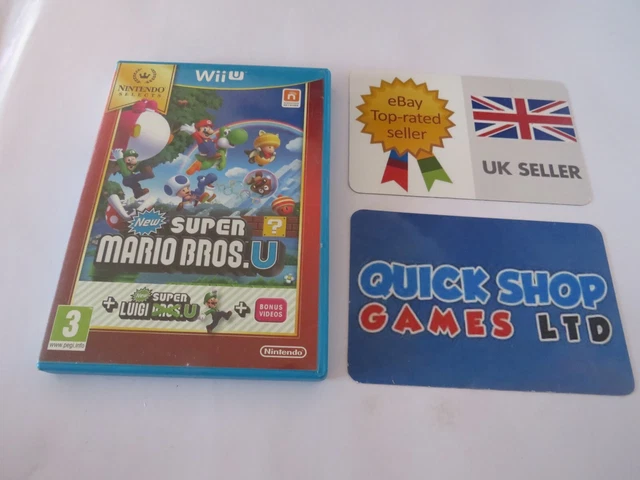 NINTENDO
SELECTS
Wii U
New
SUPER
MARIO BROS.U
+ New SUPER
LUIGI BROS.U
+ BONUS
VIDEOS
3
www.pegi.info
Nintendo
eBay
Top-rated
seller
UK SELLER
QUICK SHOP
GAMES LTD